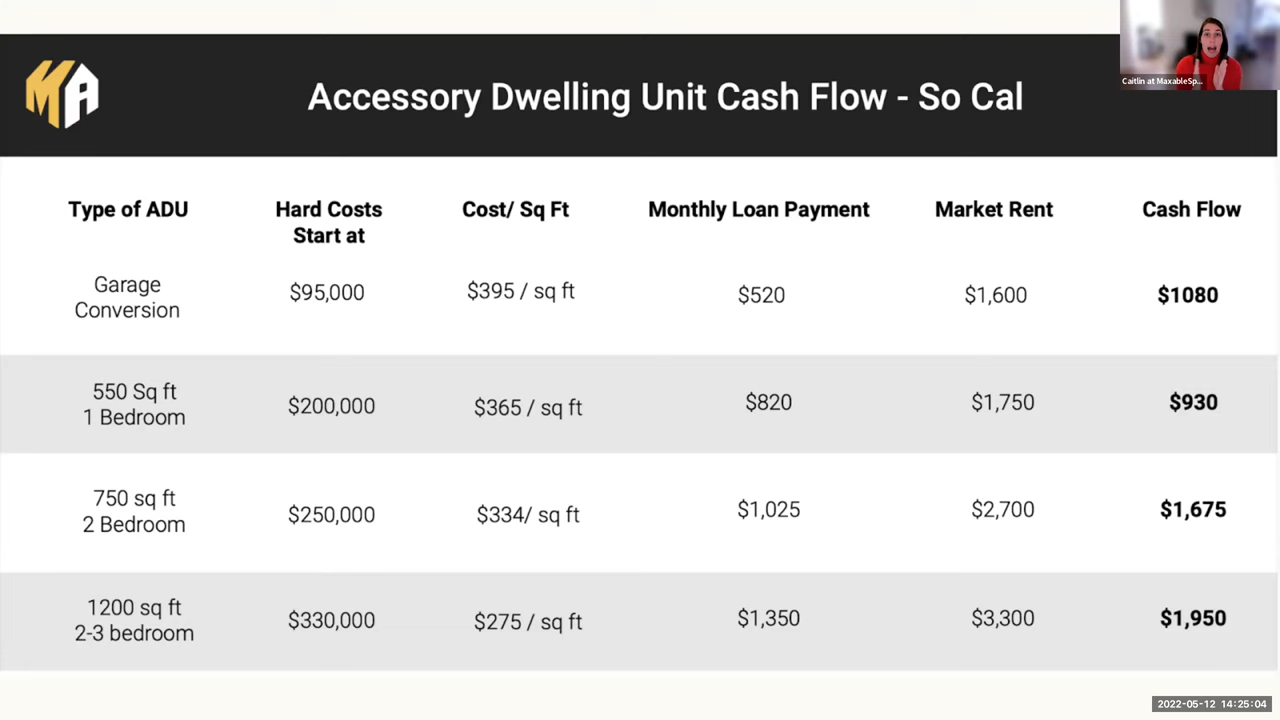 Caitlin at MaxableSp...
MA
Accessory Dwelling Unit Cash Flow - So Cal
Type of ADU
Hard Costs
Start at
Cost/ Sq Ft
Monthly Loan Payment
Market Rent
Cash Flow
Garage
Conversion
$95,000
$395 / sq ft
$520
$1,600
$1080
550 Sq ft
1 Bedroom
$200,000
$365 / sq ft
$820
$1,750
$930
750 sq ft
2 Bedroom
$250,000
$334/ sq ft
$1,025
$2,700
$1,675
1200 sq ft
2-3 bedroom
$330,000
$275 / sq ft
$1,350
$3,300
$1,950
2022-05-12 14:25:04